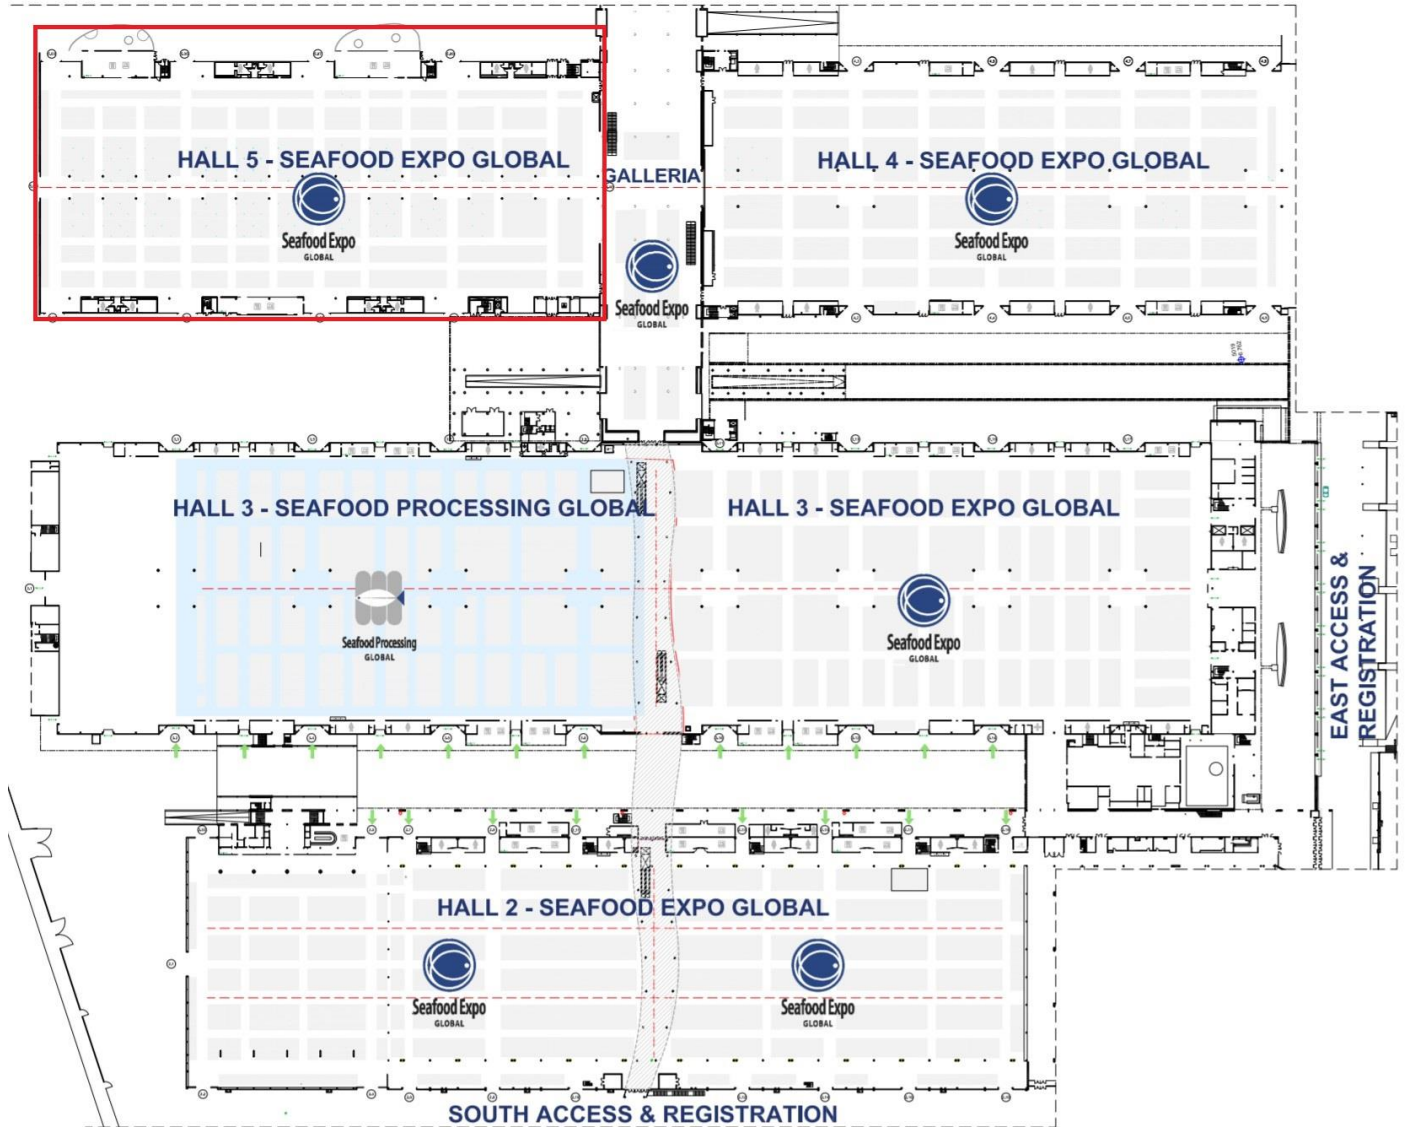 HALL 5 - SEAFOOD EXPO GLOBAL
Seafood Expo
GLOBAL
GALLERIA
Seafood Expo
GLOBAL
HALL 4 - SEAFOOD EXPO GLOBAL
Seafood Expo
GLOBAL
HALL 3 - SEAFOOD PROCESSING GLOBAL
Seafood Processing
GLOBAL
HALL 3 - SEAFOOD EXPO GLOBAL
Seafood Expo
GLOBAL
EAST ACCESS &
REGISTRATION
HALL 2 - SEAFOOD EXPO GLOBAL
Seafood Expo
GLOBAL
Seafood Expo
GLOBAL
SOUTH ACCESS & REGISTRATION